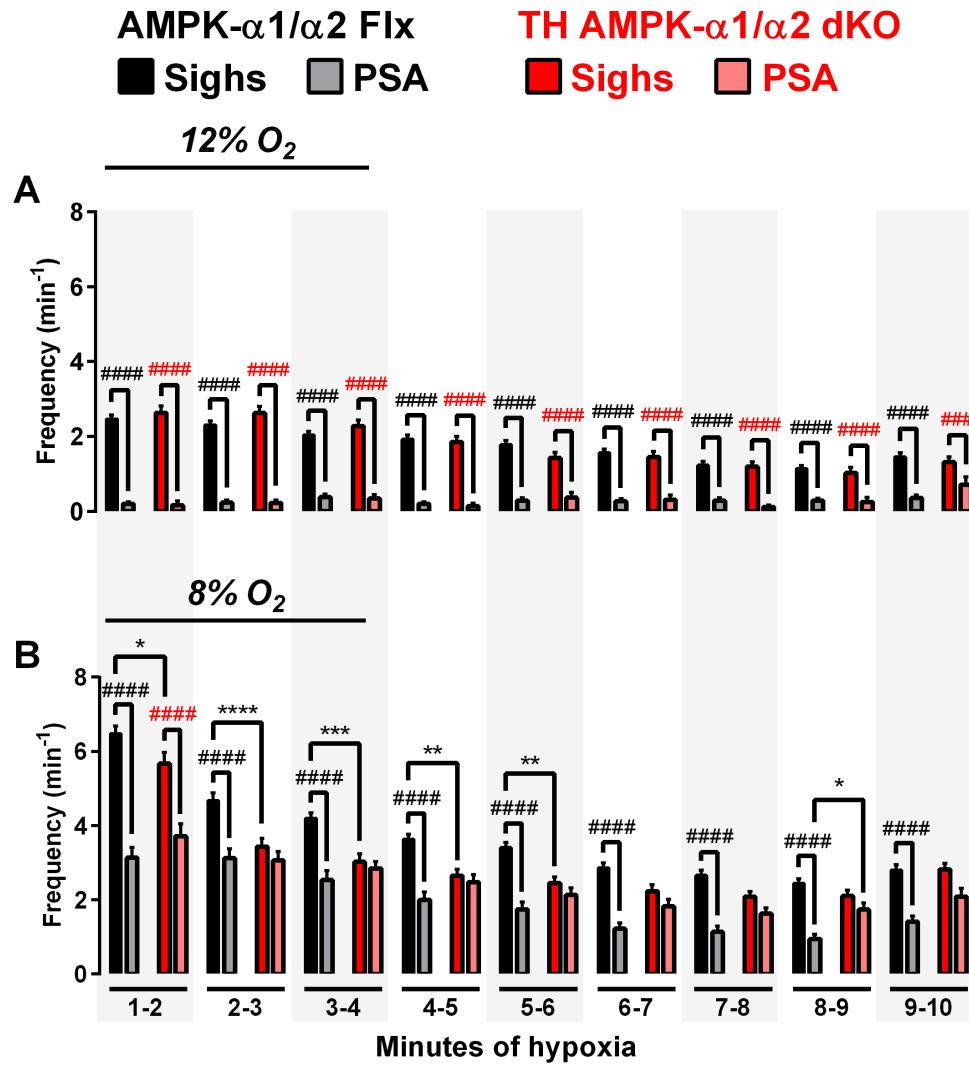 AMPK-α1/α2 Flx TH AMPK-α1/α2 dKO
Sighs PSA Sighs PSA
12% O₂
A
8
6
4
2
0
Frequency (min⁻¹)
#### #### #### #### #### #### #### #### #### #### #### #### #### #### #### #### #### ###
8% O₂
B
8
6
4
2
0
Frequency (min⁻¹)
* **** *** ** ** *
#### #### #### #### #### #### #### #### #### ####
1-2 2-3 3-4 4-5 5-6 6-7 7-8 8-9 9-10
Minutes of hypoxia